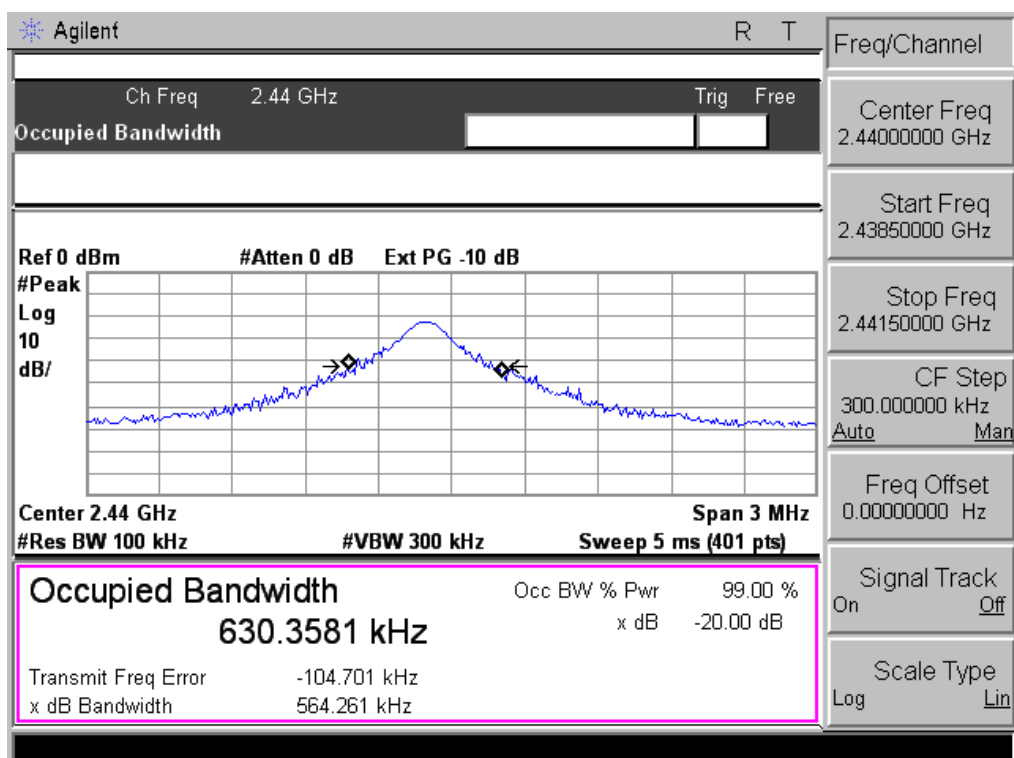 Agilent R T
Ch Freq 2.44 GHz Trig Free
Occupied Bandwidth
Ref 0 dBm #Atten 0 dB Ext PG -10 dB
#Peak
Log
10
dB/
Center 2.44 GHz Span 3 MHz
#Res BW 100 kHz #VBW 300 kHz Sweep 5 ms (401 pts)
Occupied Bandwidth Occ BW % Pwr 99.00 %
630.3581 kHz x dB -20.00 dB
Transmit Freq Error -104.701 kHz
x dB Bandwidth 564.261 kHz
Freq/Channel
Center Freq
2.44000000 GHz
Start Freq
2.43850000 GHz
Stop Freq
2.44150000 GHz
CF Step
300.000000 kHz
Auto Man
Freq Offset
0.00000000 Hz
Signal Track
On Off
Scale Type
Log Lin